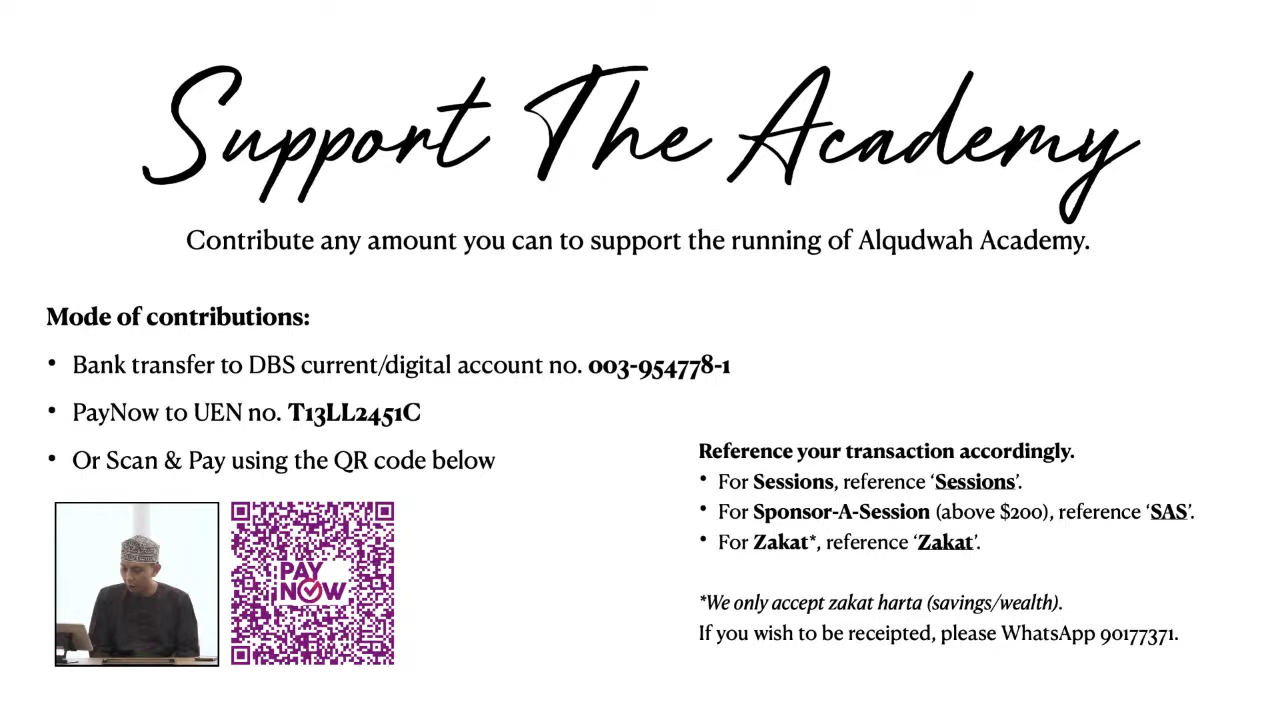 Support The Academy
Contribute any amount you can to support the running of Alqudwah Academy.
Mode of contributions:
• Bank transfer to DBS current/digital account no. 003-954778-1
• PayNow to UEN no. T13LL2451C
• Or Scan & Pay using the QR code below
PAY
NOW
Reference your transaction accordingly.
• For Sessions, reference ‘Sessions’.
• For Sponsor-A-Session (above $200), reference ‘SAS’.
• For Zakat*, reference ‘Zakat’.
*We only accept zakat harta (savings/wealth).
If you wish to be receipted, please WhatsApp 90177371.